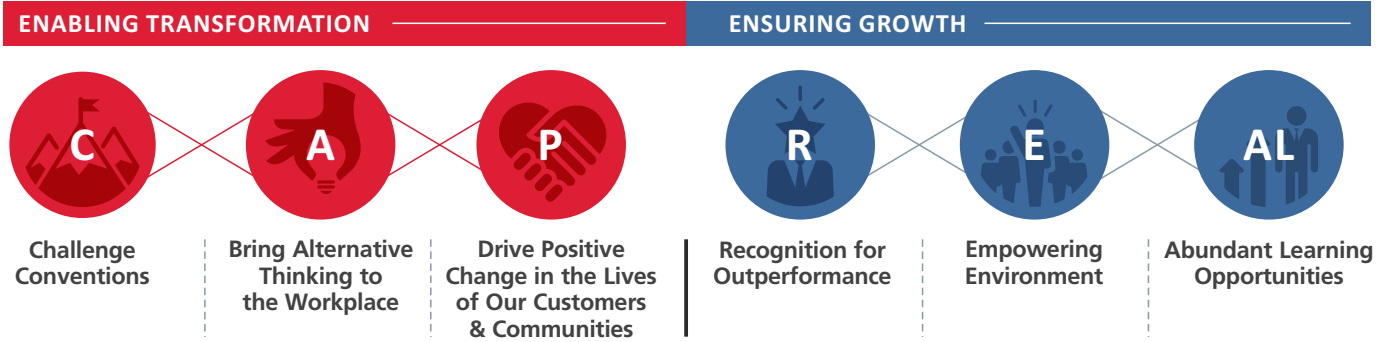 ENABLING TRANSFORMATION
ENSURING GROWTH
C
A
P
R
E
AL
Challenge
Conventions
Bring Alternative
Thinking to
the Workplace
Drive Positive
Change in the Lives
of Our Customers
& Communities
Recognition for
Outperformance
Empowering
Environment
Abundant Learning
Opportunities